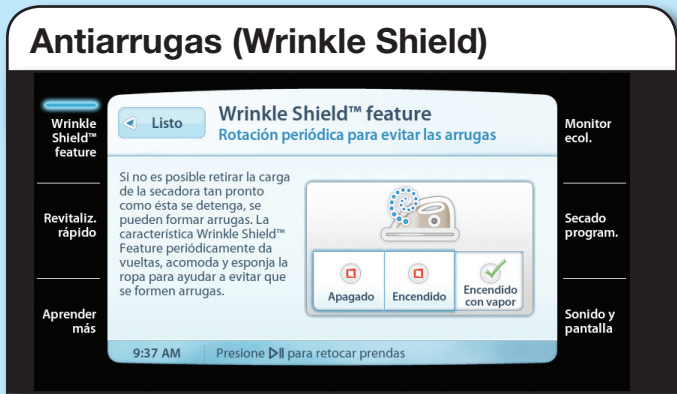 Antiarrugas (Wrinkle Shield)
Wrinkle
Shield™
feature
Revitaliz.
rápido
Aprender
más
Listo
Wrinkle Shield™ feature
Rotación periódica para evitar las arrugas
Si no es posible retirar la carga
de la secadora tan pronto
como ésta se detenga, se
pueden formar arrugas. La
característica Wrinkle Shield™
Feature periódicamente da
vueltas, acomoda y esponja la
ropa para ayudar a evitar que
se formen arrugas.
Apagado
Encendido
Encendido
con vapor
9:37 AM
Presione para retocar prendas
Monitor
ecol.
Secado
program.
Sonido y
pantalla